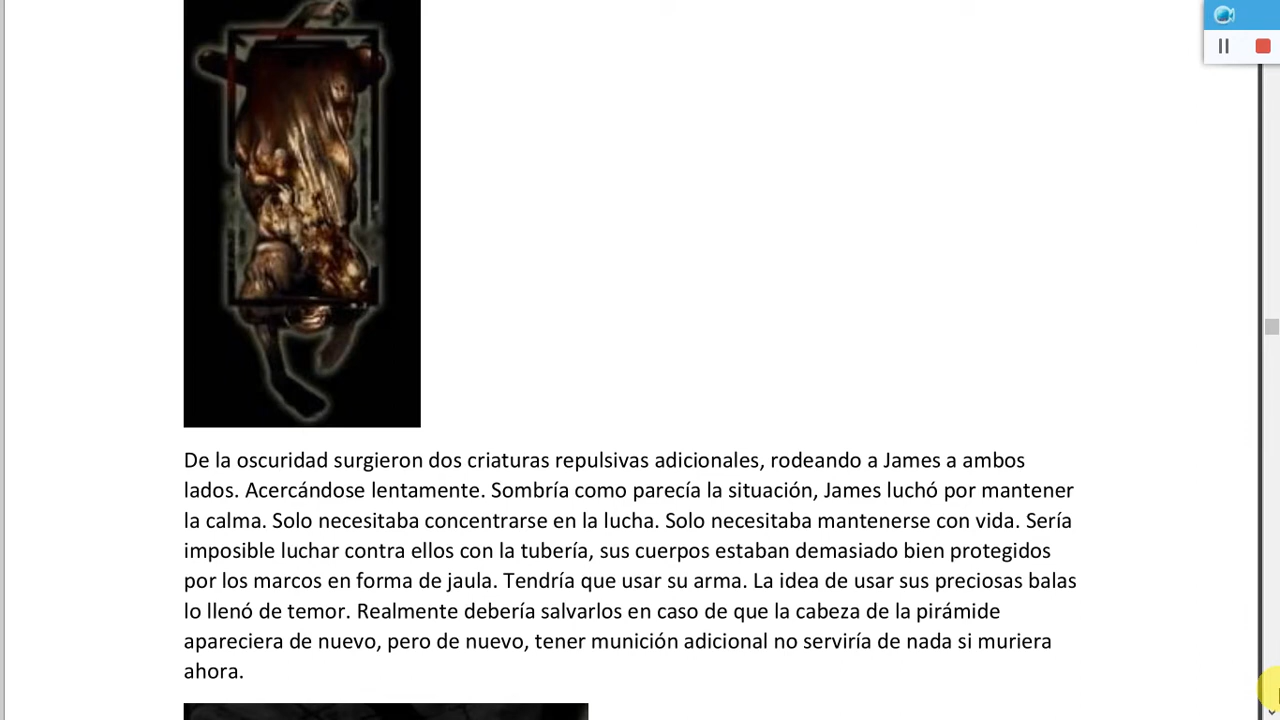 De la oscuridad surgieron dos criaturas repulsivas adicionales, rodeando a James a ambos
lados. Acercándose lentamente. Sombría como parecía la situación, James luchó por mantener
la calma. Solo necesitaba concentrarse en la lucha. Solo necesitaba mantenerse con vida. Sería
imposible luchar contra ellos con la tubería, sus cuerpos estaban demasiado bien protegidos
por los marcos en forma de jaula. Tendría que usar su arma. La idea de usar sus preciosas balas
lo llenó de temor. Realmente debería salvarlos en caso de que la cabeza de la pirámide
apareciera de nuevo, pero de nuevo, tener munición adicional no serviría de nada si muriera
ahora.